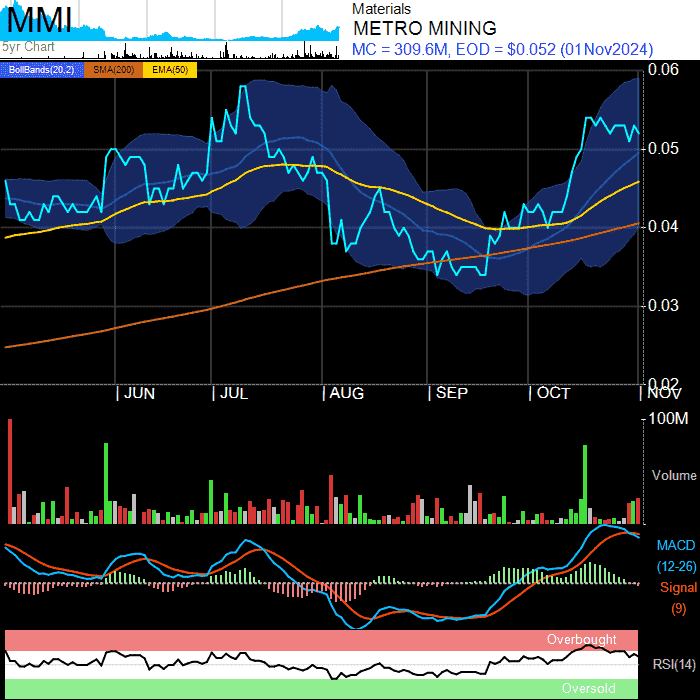 MMI
5yr Chart
Materials
METRO MINING
MC = 309.6M, EOD = $0.052 (01Nov2024)
BollBands(20,2) SMA(200) EMA(50)
0.06
0.05
0.04
0.03
0.02
JUN JUL AUG SEP OCT NOV
100M
Volume
MACD
(12-26)
Signal
(9)
Overbought
RSI(14)
Oversold